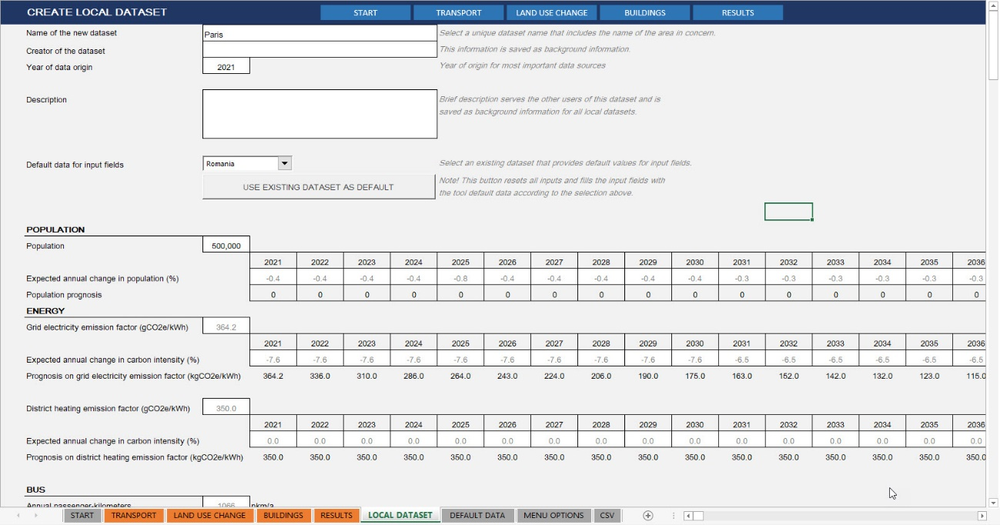 CREATE LOCAL DATASET START TRANSPORT LAND USE CHANGE BUILDINGS RESULTS
Name of the new dataset Paris Select a unique dataset name that includes the name of the area in concern.
Creator of the dataset This information is saved as background information.
Year of data origin 2021 Year of origin for most important data sources
Description Brief description serves the other users of this dataset and is
saved as background information for all local datasets.
Default data for input fields Romania Select an existing dataset that provides default values for input fields.
USE EXISTING DATASET AS DEFAULT Note! This button resets all inputs and fills the input fields with
the tool default data according to the selection above.
POPULATION
Population 500,000
2021 2022 2023 2024 2025 2026 2027 2028 2029 2030 2031 2032 2033 2034 2035 2036
Expected annual change in population (%) -0.4 -0.4 -0.4 -0.4 -0.8 -0.4 -0.4 -0.4 -0.4 -0.4 -0.3 -0.3 -0.3 -0.3 -0.3 -0.3
Population prognosis 0 0 0 0 0 0 0 0 0 0 0 0 0 0 0 0
ENERGY
Grid electricity emission factor (gCO2e/kWh) 364.2
2021 2022 2023 2024 2025 2026 2027 2028 2029 2030 2031 2032 2033 2034 2035 2036
Expected annual change in carbon intensity (%) -7.6 -7.6 -7.6 -7.6 -7.6 -7.6 -7.6 -7.6 -7.6 -7.6 -6.5 -6.5 -6.5 -6.5 -6.5 -6.5
Prognosis on grid electricity emission factor (kgCO2e/kWh) 364.2 336.0 310.0 286.0 264.0 243.0 224.0 206.0 190.0 175.0 163.0 152.0 142.0 132.0 123.0 115.0
District heating emission factor (gCO2e/kWh) 350.0
2021 2022 2023 2024 2025 2026 2027 2028 2029 2030 2031 2032 2033 2034 2035 2036
Expected annual change in carbon intensity (%) 0.0 0.0 0.0 0.0 0.0 0.0 0.0 0.0 0.0 0.0 0.0 0.0 0.0 0.0 0.0 0.0
Prognosis on district heating emission factor (kgCO2e/kWh) 350.0 350.0 350.0 350.0 350.0 350.0 350.0 350.0 350.0 350.0 350.0 350.0 350.0 350.0 350.0 350.0
BUS
Annual passenger-kilometers 1066 pkm/a
START TRANSPORT LAND USE CHANGE BUILDINGS RESULTS LOCAL DATASET DEFAULT DATA MENU OPTIONS CSV